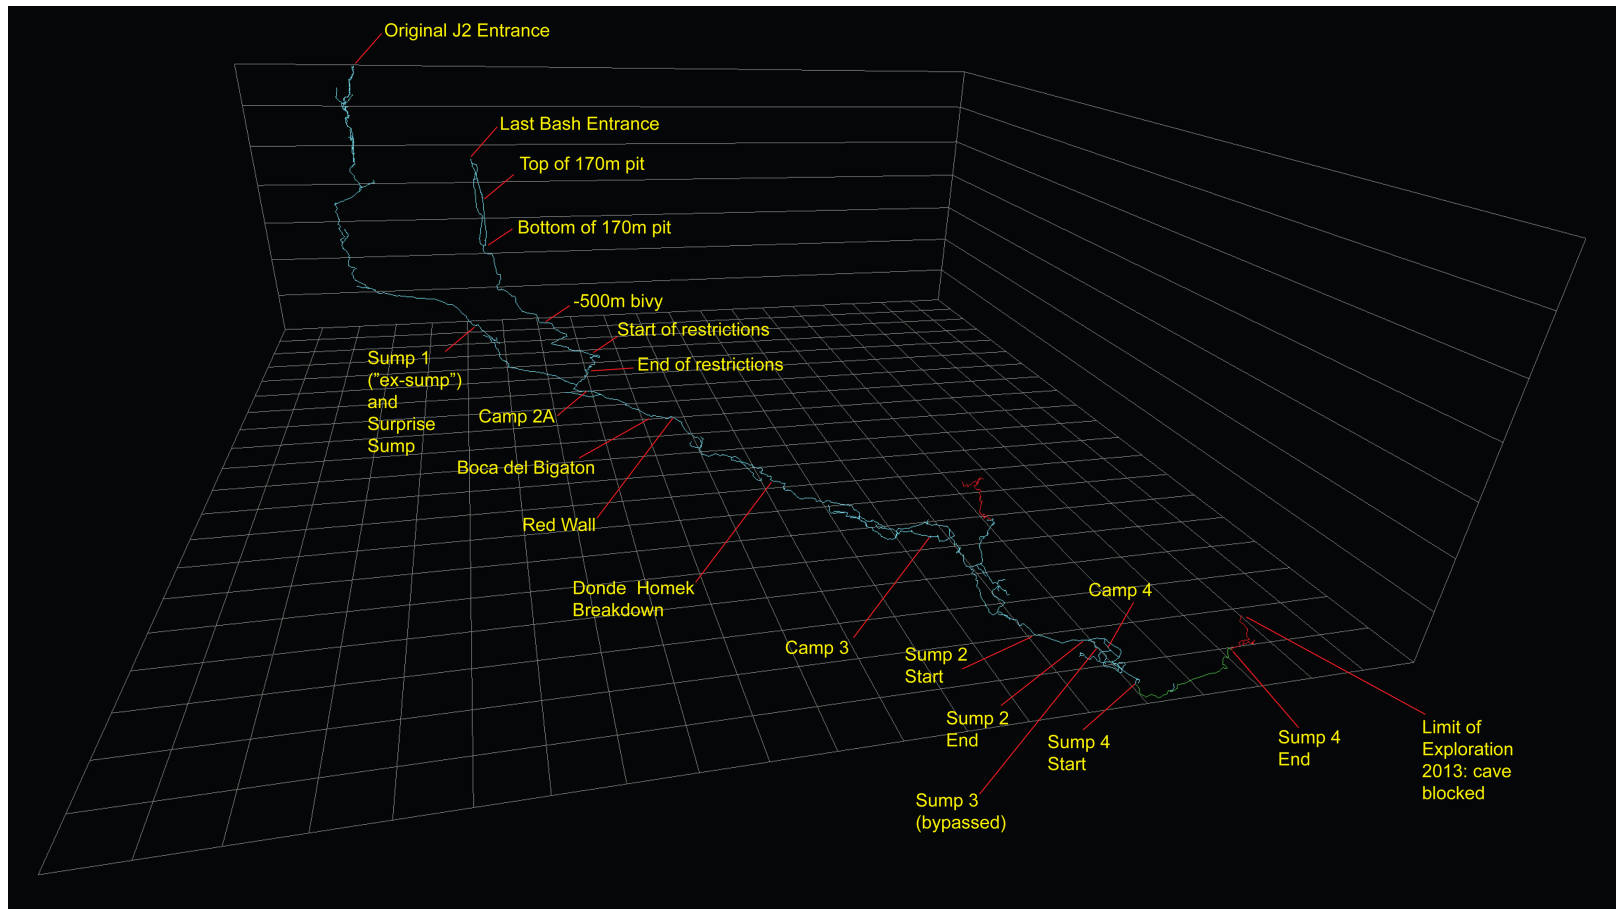 Original J2 Entrance
Last Bash Entrance
Top of 170m pit
Bottom of 170m pit
-500m bivy
Start of restrictions
End of restrictions
Sump 1
("ex-sump")
and
Surprise
Sump
Camp 2A
Boca del Bigaton
Red Wall
Donde Homek
Breakdown
Camp 3
Camp 4
Sump 2
Start
Sump 2
End
Sump 3
(bypassed)
Sump 4
Start
Sump 4
End
Limit of
Exploration
2013: cave
blocked